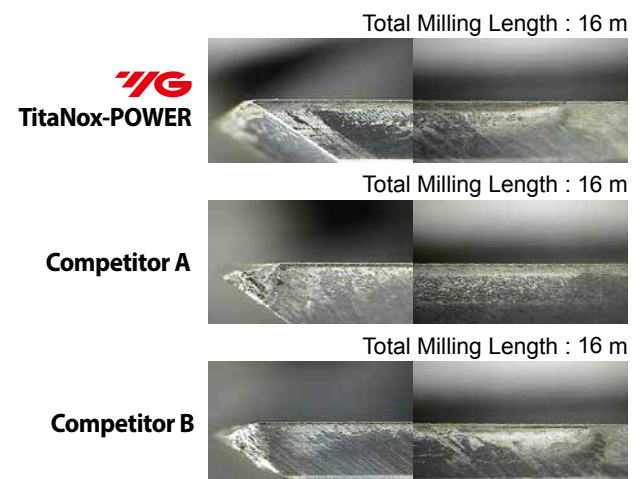 Total Milling Length : 16 m
YG
TitaNox-POWER
Total Milling Length : 16 m
Competitor A
Total Milling Length : 16 m
Competitor B